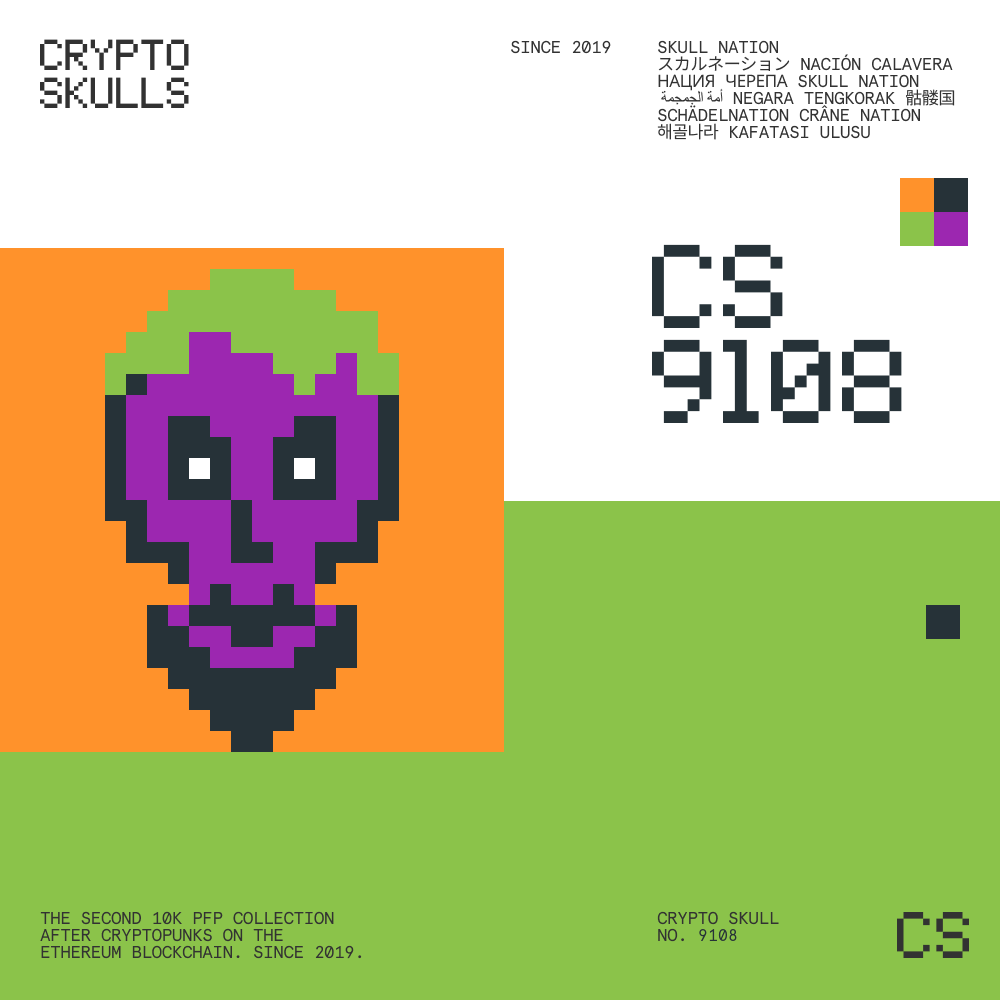 CRYPTO
SKULLS
SINCE 2019
SKULL NATION
スカルネーション NACIÓN CALAVERA
НАЦИЯ ЧЕРЕПА SKULL NATION
أمة الجمجمة NEGARA TENGKORAK 骷髅国
SCHÄDELNATION CRÂNE NATION
해골나라 KAFATASI ULUSU
CS
9108
THE SECOND 10K PFP COLLECTION
AFTER CRYPTOPUNKS ON THE
ETHEREUM BLOCKCHAIN. SINCE 2019.
CRYPTO SKULL
NO. 9108
CS